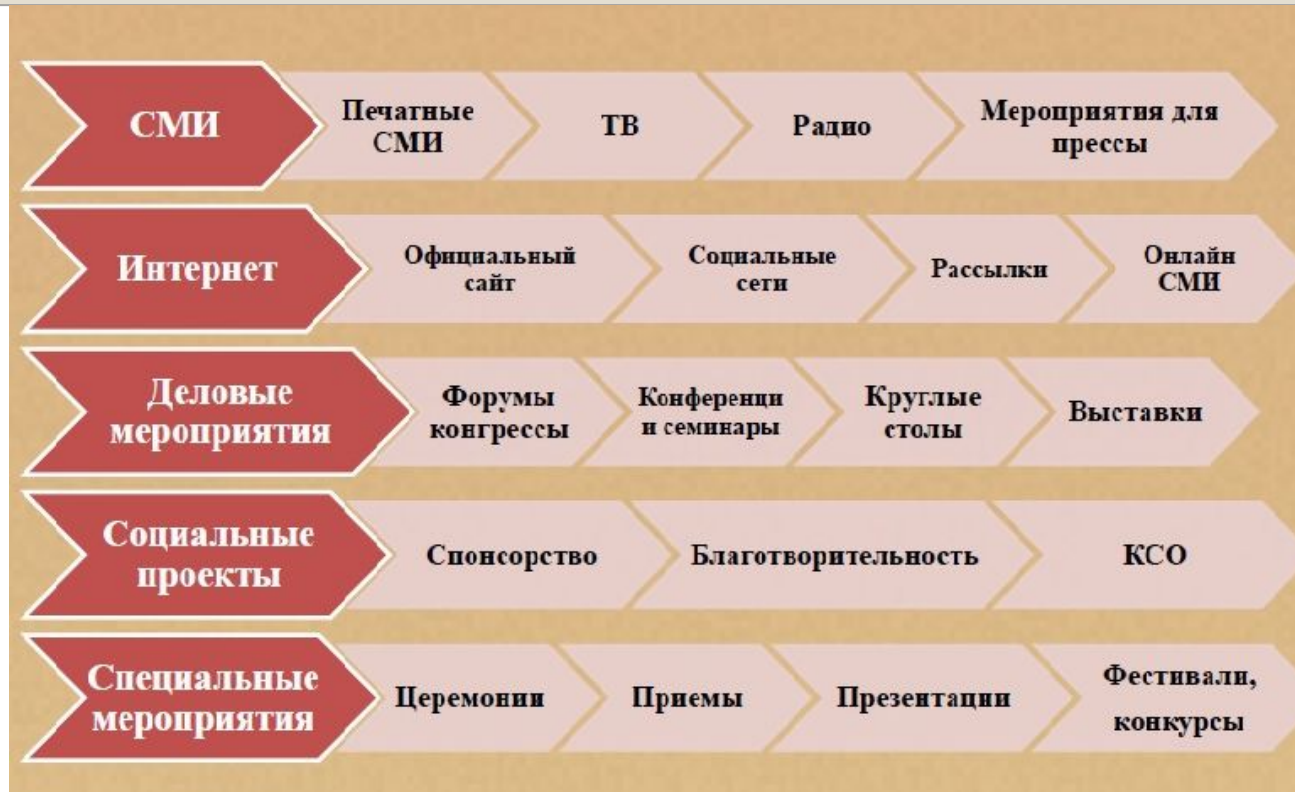 СМИ
Печатные
СМИ
ТВ
Радио
Мероприятия для
прессы
Интернет
Официальный
сайт
Социальные
сети
Рассылки
Онлайн
СМИ
Деловые
мероприятия
Форумы
конгрессы
Конференци
и семинары
Круглые
столы
Выставки
Социальные
проекты
Спонсорство
Благотворительность
КСО
Специальные
мероприятия
Церемонии
Приемы
Презентации
Фестивали,
конкурсы